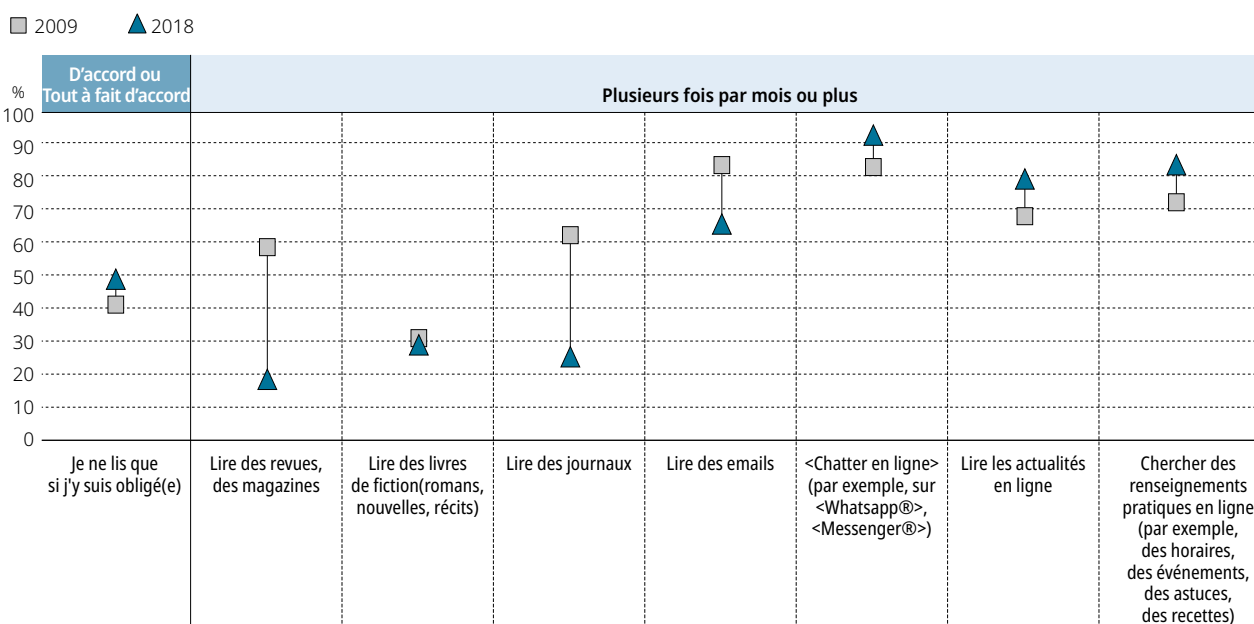 2009 2018
D'accord ou
Tout à fait d'accord
Plusieurs fois par mois ou plus
%
100
90
80
70
60
50
40
30
20
10
0
Je ne lis que
si j'y suis obligé(e)
Lire des revues,
des magazines
Lire des livres
de fiction(romans,
nouvelles, récits)
Lire des journaux
Lire des emails
<Chatter en ligne>
(par exemple, sur
<Whatsapp®>,
<Messenger®>)
Lire les actualités
en ligne
Chercher des
renseignements
pratiques en ligne
(par exemple,
des horaires,
des événements,
des astuces,
des recettes)